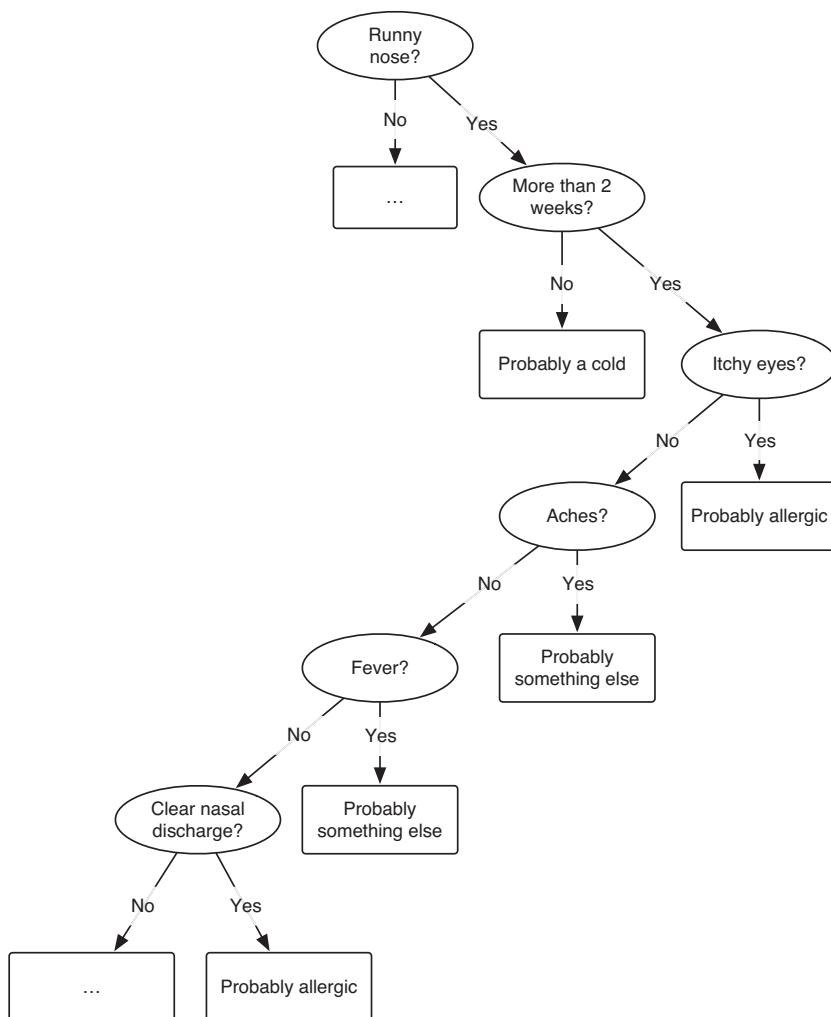 Runny
nose?
No
Yes
...
More than 2
weeks?
No
Yes
Probably a cold
Itchy eyes?
No
Yes
Aches?
Probably allergic
No
Yes
Fever?
Probably
something else
No
Yes
Clear nasal
discharge?
Probably
something else
No
Yes
...
Probably allergic